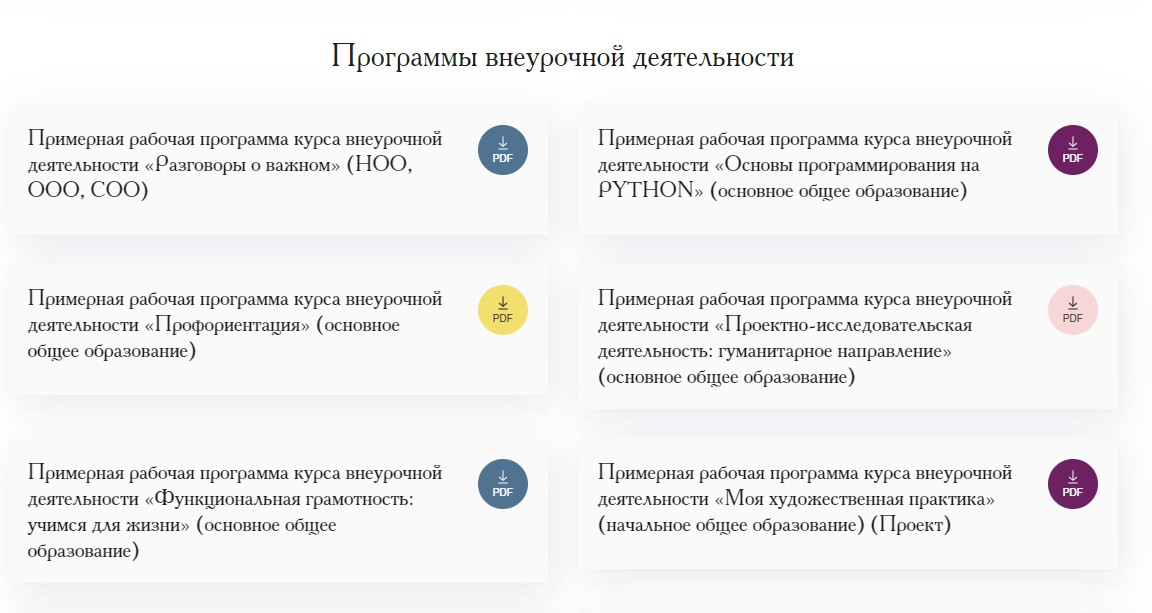 Программы внеурочной деятельности
Примерная рабочая программа курса внеурочной
деятельности «Разговоры о важном» (НОО,
ООО, СОО)
PDF
Примерная рабочая программа курса внеурочной
деятельности «Основы программирования на
PYTHON» (основное общее образование)
PDF
Примерная рабочая программа курса внеурочной
деятельности «Профориентация» (основное
общее образование)
PDF
Примерная рабочая программа курса внеурочной
деятельности «Проектно-исследовательская
деятельность: гуманитарное направление»
(основное общее образование)
PDF
Примерная рабочая программа курса внеурочной
деятельности «Функциональная грамотность:
учимся для жизни» (основное общее
образование)
PDF
Примерная рабочая программа курса внеурочной
деятельности «Моя художественная практика»
(начальное общее образование) (Проект)
PDF